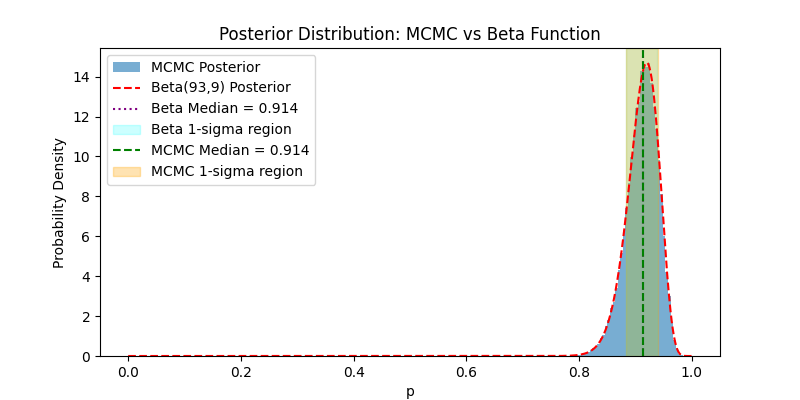 Posterior Distribution: MCMC vs Beta Function
MCMC Posterior
Beta(93,9) Posterior
Beta Median = 0.914
Beta 1-sigma region
MCMC Median = 0.914
MCMC 1-sigma region
Probability Density
14
12
10
8
6
4
2
0
0.0 0.2 0.4 0.6 0.8 1.0
p